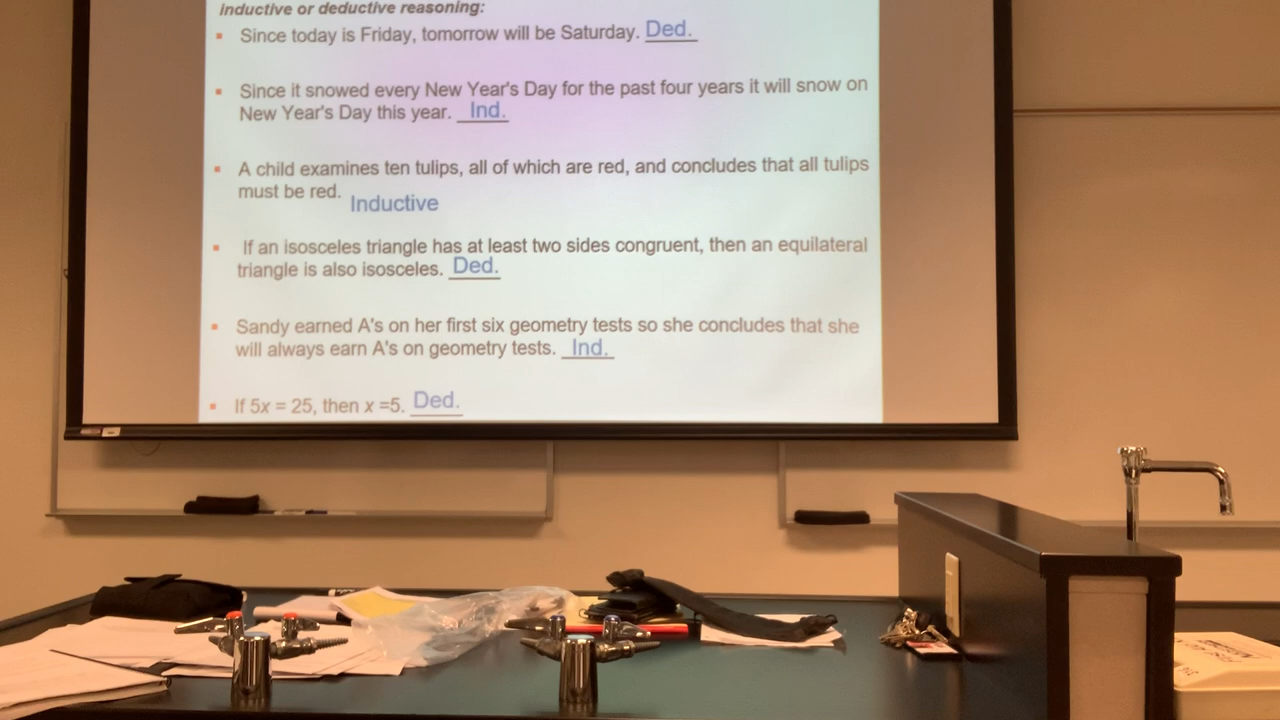 inductive or deductive reasoning:
▪ Since today is Friday, tomorrow will be Saturday. Ded.
▪ Since it snowed every New Year's Day for the past four years it will snow on
New Year's Day this year. Ind.
▪ A child examines ten tulips, all of which are red, and concludes that all tulips
must be red.
Inductive
▪ If an isosceles triangle has at least two sides congruent, then an equilateral
triangle is also isosceles. Ded.
▪ Sandy earned A's on her first six geometry tests so she concludes that she
will always earn A's on geometry tests. Ind.
▪ If 5x = 25, then x =5. Ded.